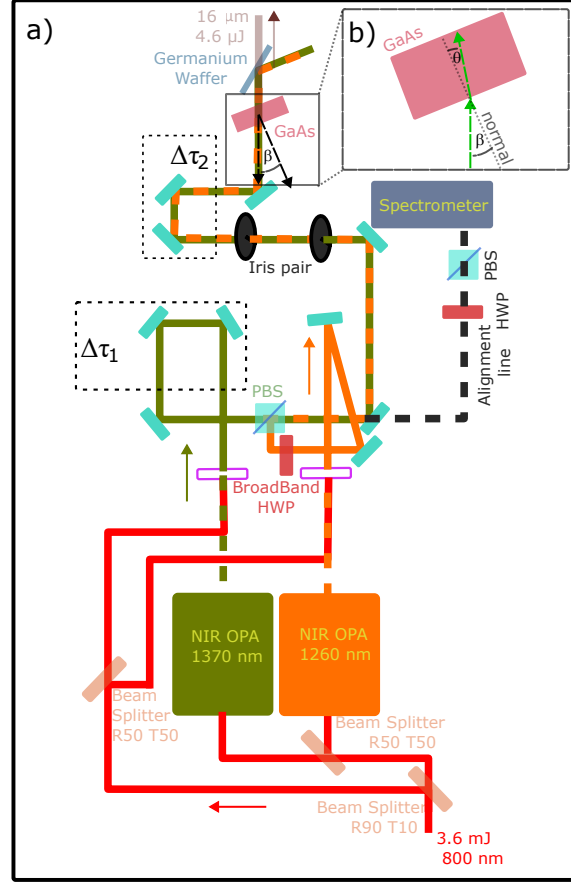 a)
16 μm
4.6 μJ
Germanium
Waffer
GaAs
β
b)
GaAs
θ
β
normal
Δτ2
Spectrometer
Iris pair
PBS
HWP
Alignment
line
Δτ1
PBS
BroadBand
HWP
NIR OPA
1370 nm
NIR OPA
1260 nm
Beam
Splitter
R50 T50
Beam Splitter
R50 T50
Beam Splitter
R90 T10
3.6 mJ
800 nm